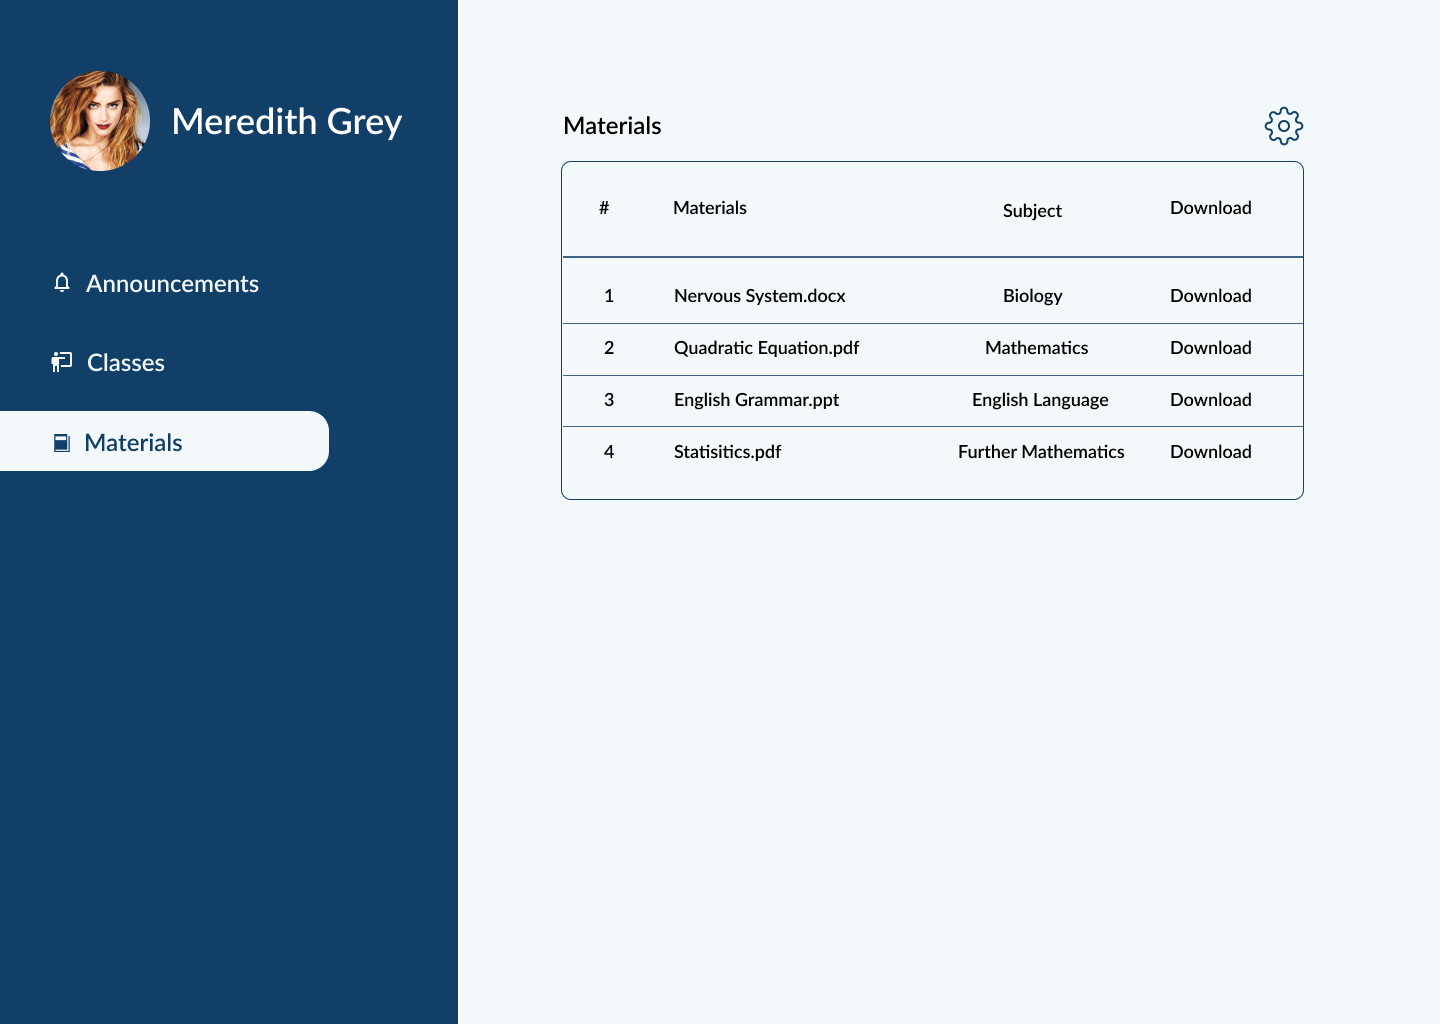 Meredith Grey
Announcements
Classes
Materials
Materials
# Materials Subject Download
1 Nervous System.docx Biology Download
2 Quadratic Equation.pdf Mathematics Download
3 English Grammar.ppt English Language Download
4 Statisitics.pdf Further Mathematics Download